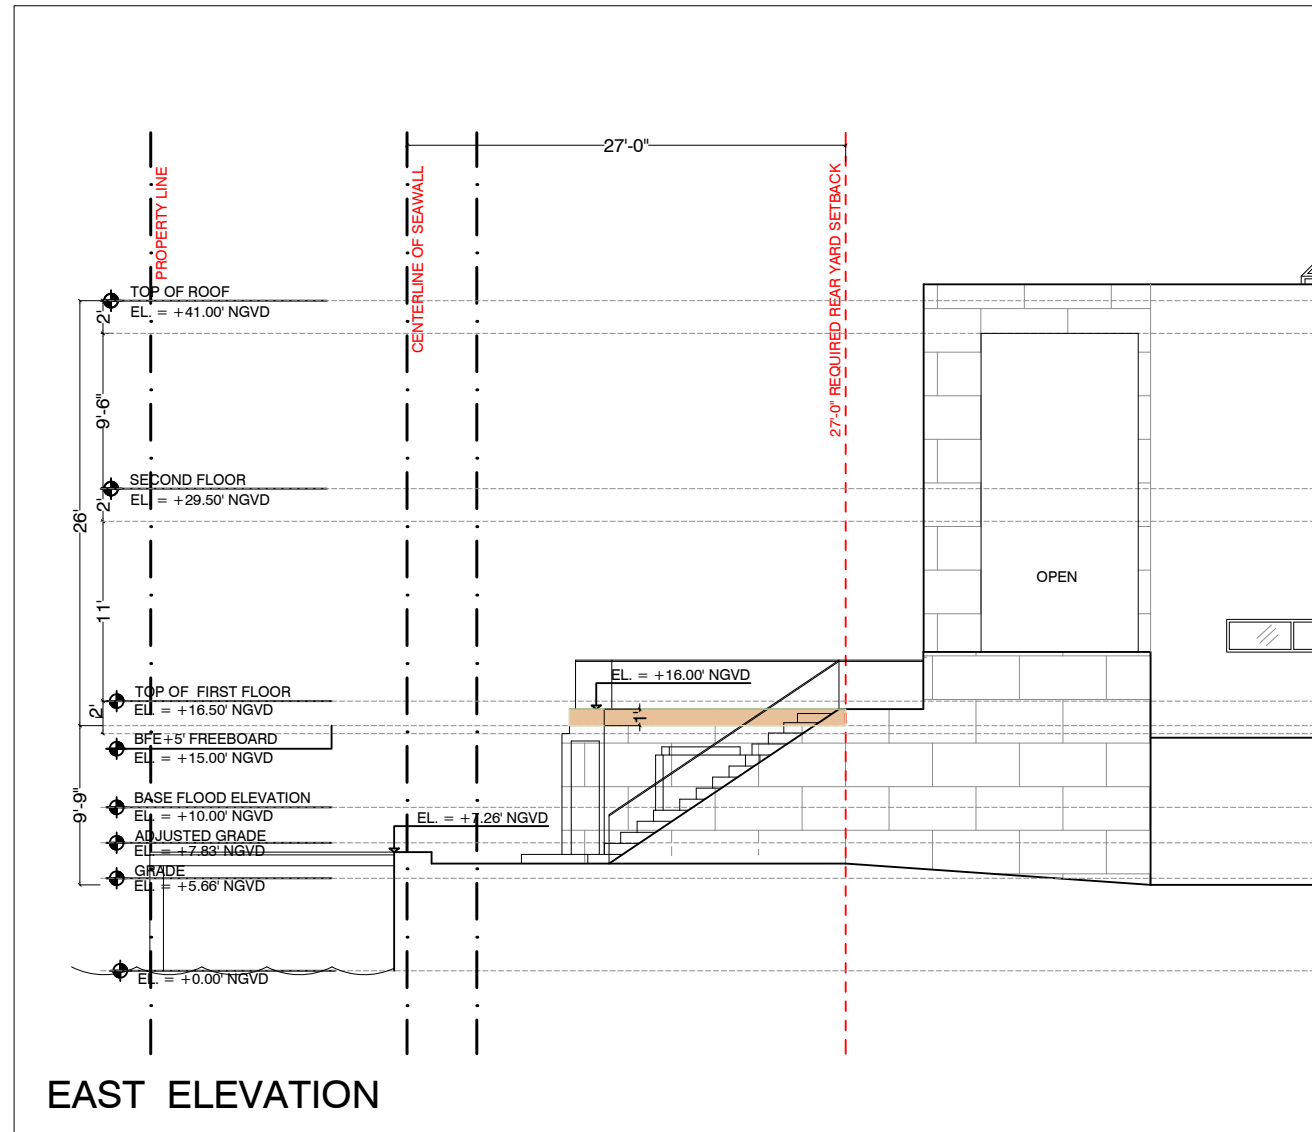 27'-0"
PROPERTY LINE
CENTERLINE OF SEAWALL
27'-0" REQUIRED REAR YARD SETBACK
TOP OF ROOF
EL. = +41.00' NGVD
2'
9'-6"
SECOND FLOOR
EL. = +29.50' NGVD
2'
26'
OPEN
11'
EL. = +16.00' NGVD
TOP OF FIRST FLOOR
EL. = +16.50' NGVD
2'
1'
BFE+5' FREEBOARD
EL. = +15.00' NGVD
9'-9"
BASE FLOOD ELEVATION
EL. = +10.00' NGVD
EL. = +7.26' NGVD
ADJUSTED GRADE
EL. = +7.83' NGVD
GRADE
EL. = +5.66' NGVD
EL. = +0.00' NGVD
EAST ELEVATION